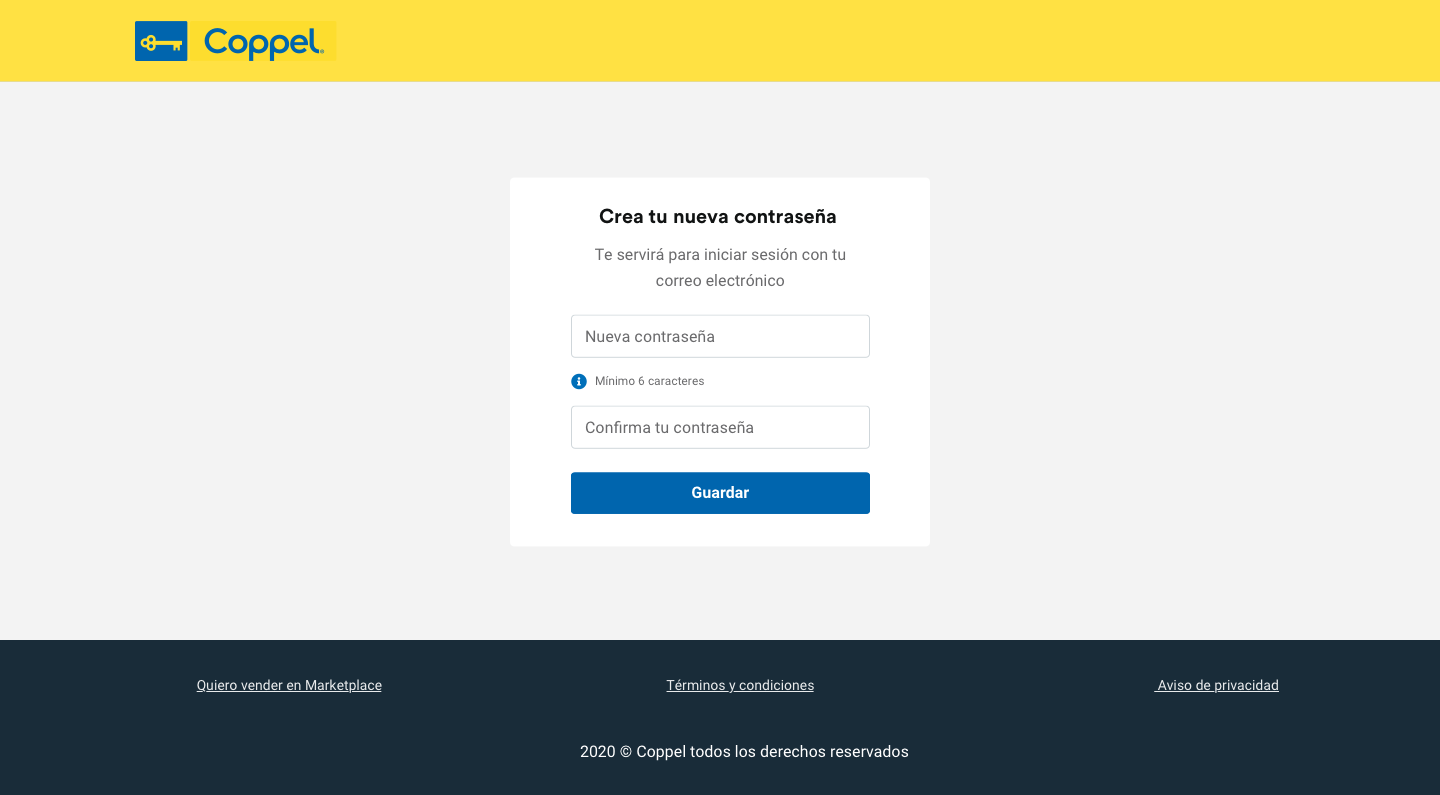 Coppel®
Crea tu nueva contraseña
Te servirá para iniciar sesión con tu
correo electrónico
Nueva contraseña
Mínimo 6 caracteres
Confirma tu contraseña
Guardar
Quiero vender en Marketplace
Términos y condiciones
Aviso de privacidad
2020 © Coppel todos los derechos reservados